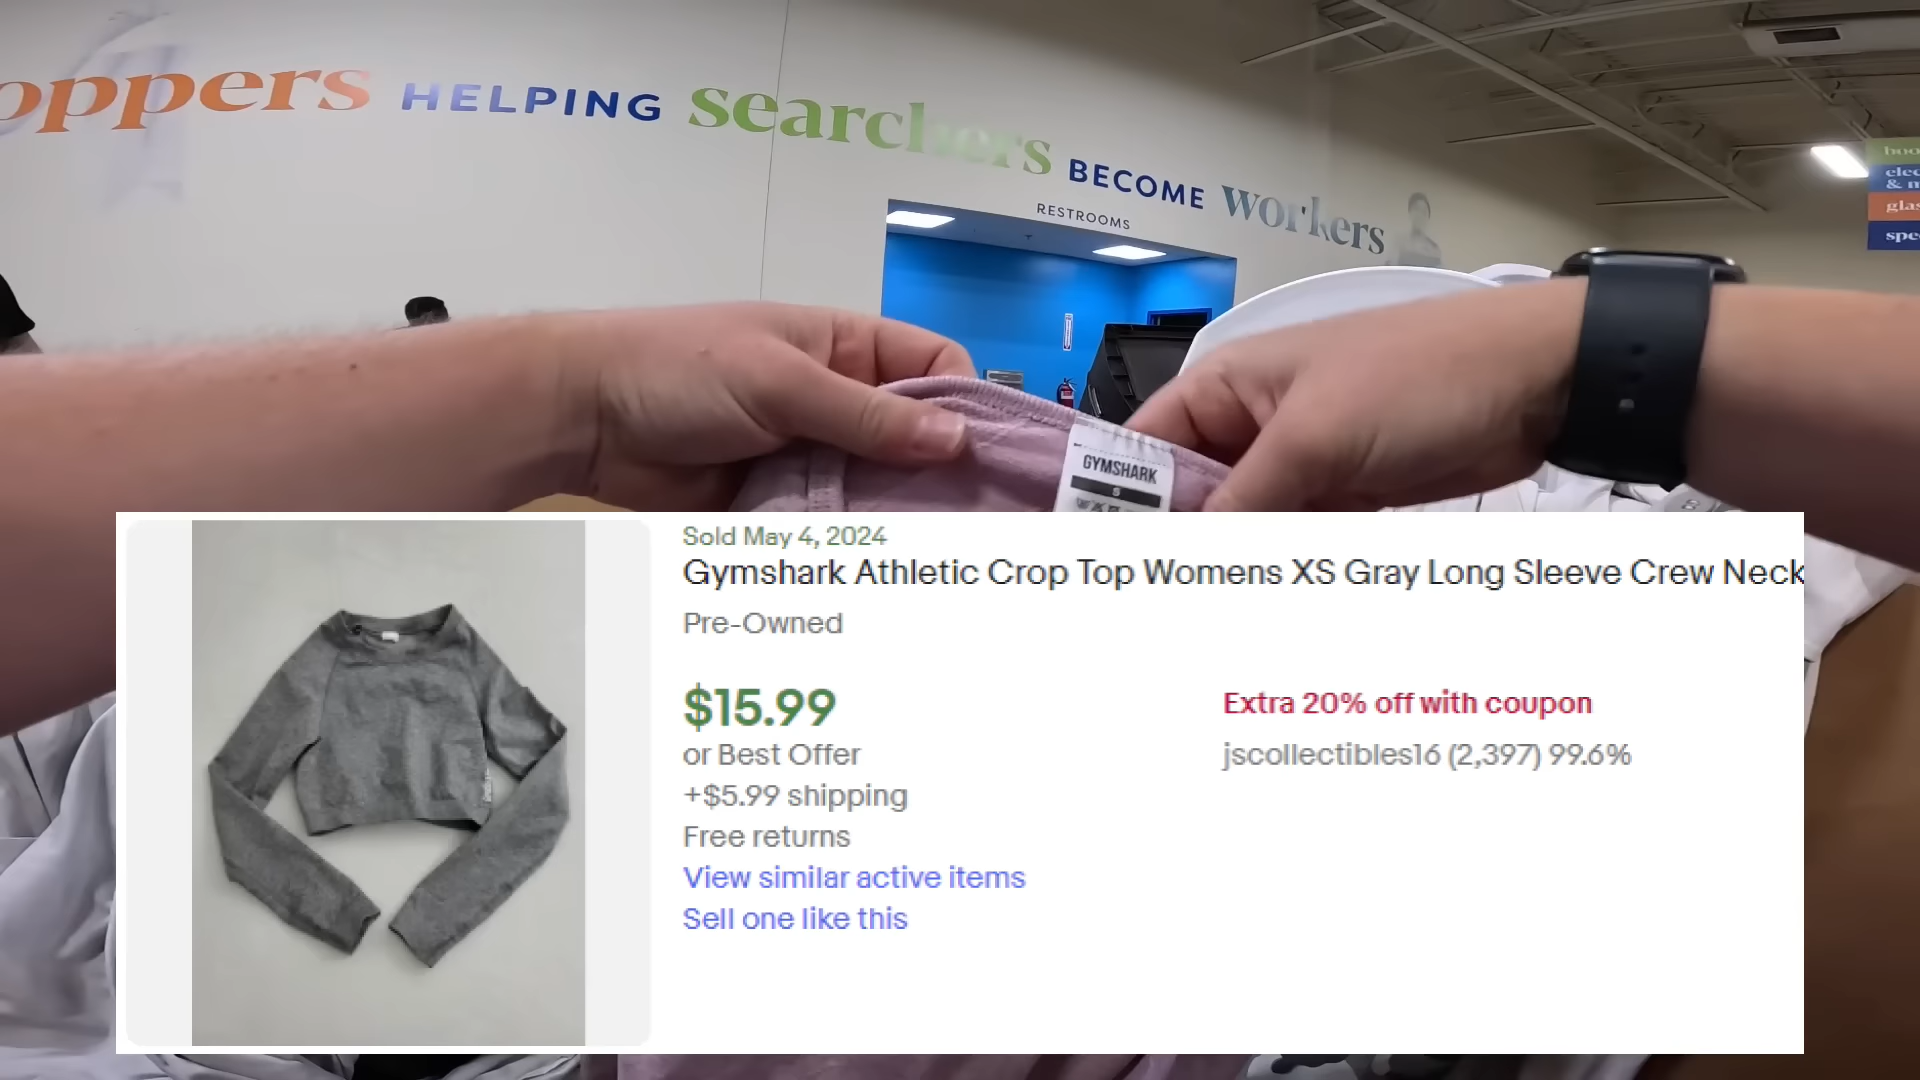 oppers HELPING searchers BECOME workers
RESTROOMS
glas
spec
GYMSHARK
S
Sold May 4, 2024
Gymshark Athletic Crop Top Womens XS Gray Long Sleeve Crew Neck
Pre-Owned
$15.99
or Best Offer
+$5.99 shipping
Free returns
View similar active items
Sell one like this
Extra 20% off with coupon
jscollectibles16 (2,397) 99.6%